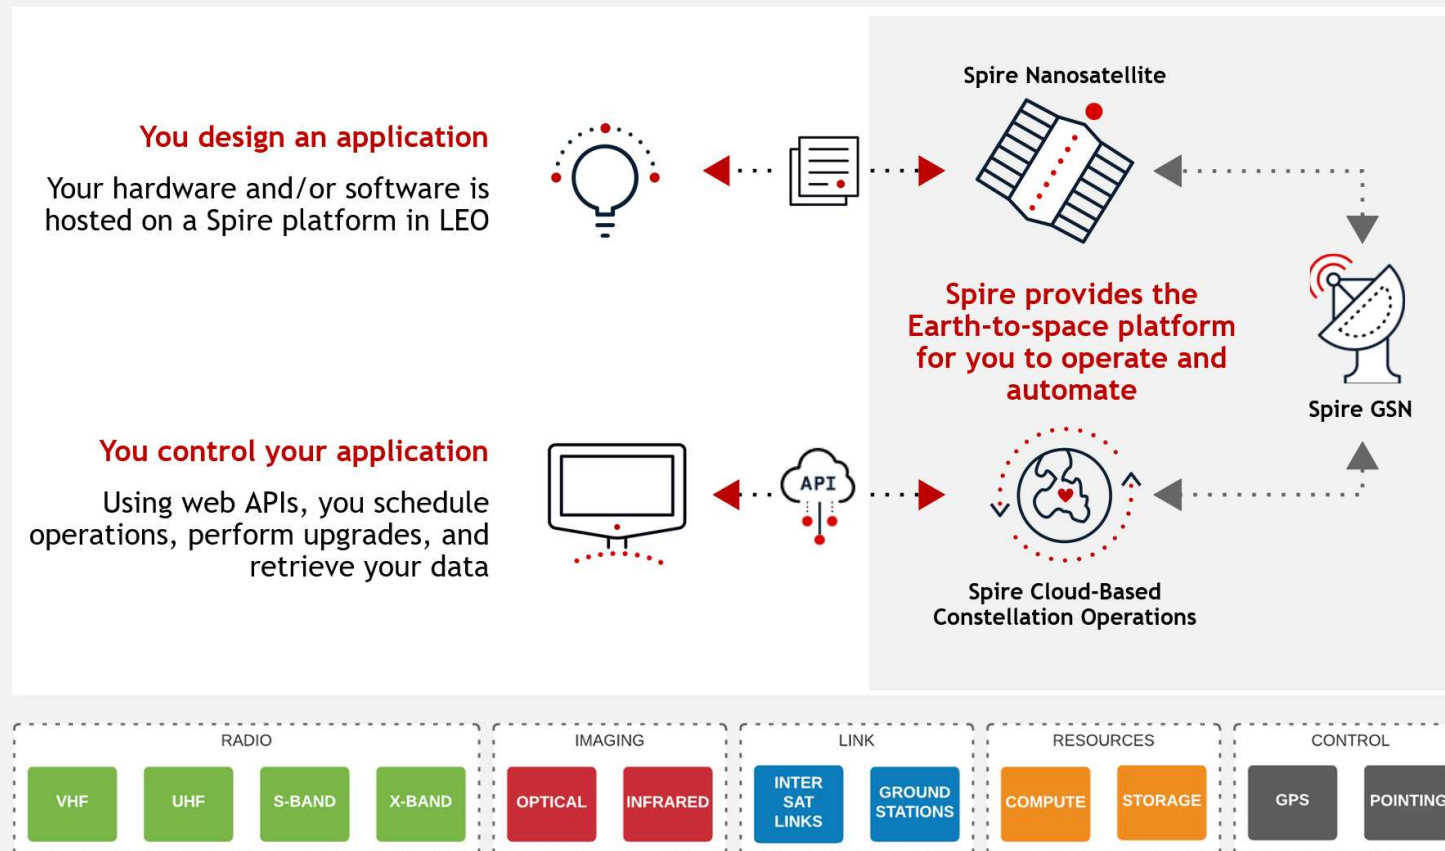 Spire Nanosatellite
You design an application
Your hardware and/or software is
hosted on a Spire platform in LEO
Spire provides the
Earth-to-space platform
for you to operate and
automate
Spire GSN
You control your application
Using web APIs, you schedule
operations, perform upgrades, and
retrieve your data
API
Spire Cloud-Based
Constellation Operations
RADIO
VHF
UHF
S-BAND
X-BAND
IMAGING
OPTICAL
INFRARED
LINK
INTER
SAT
LINKS
GROUND
STATIONS
RESOURCES
COMPUTE
STORAGE
CONTROL
GPS
POINTING